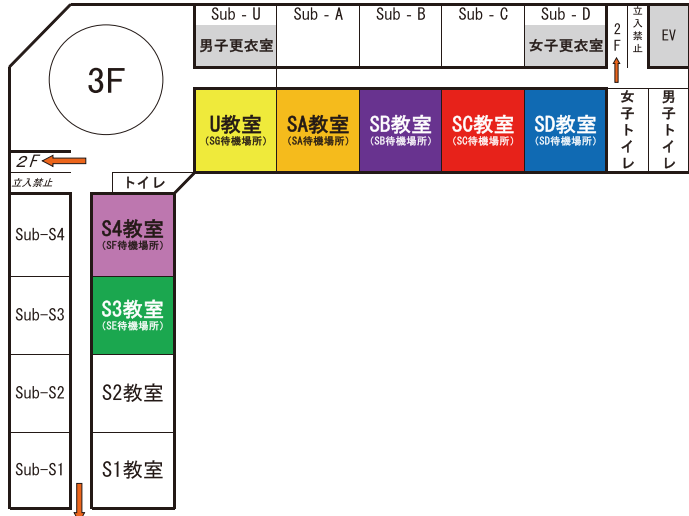 Sub - U
Sub - A
Sub - B
Sub - C
Sub - D
男子更衣室
女子更衣室
2F
立入禁止
EV
3F
U教室
(SG待機場所)
SA教室
(SA待機場所)
SB教室
(SB待機場所)
SC教室
(SC待機場所)
SD教室
(SD待機場所)
女子トイレ
男子トイレ
2F
立入禁止
トイレ
Sub-S4
S4教室
(SF待機場所)
Sub-S3
S3教室
(SE待機場所)
Sub-S2
S2教室
Sub-S1
S1教室